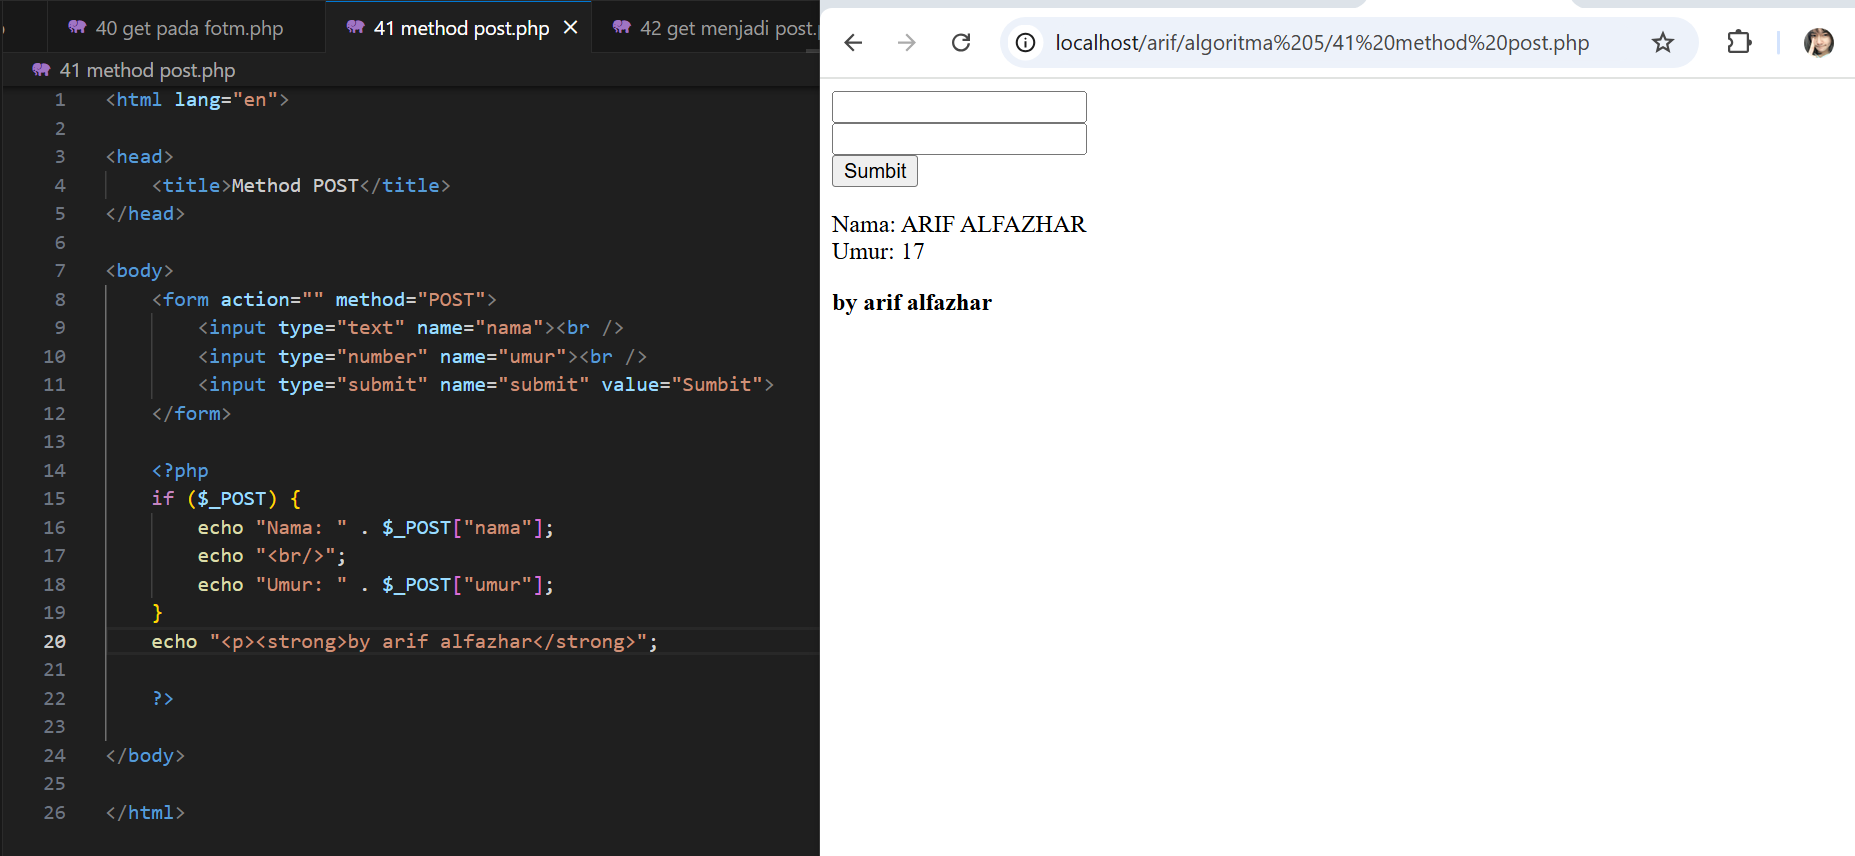 40 get pada fotm.php
41 method post.php
42 get menjadi post.
41 method post.php
1 <html lang="en">
2
3 <head>
4 <title>Method POST</title>
5 </head>
6
7 <body>
8 <form action="" method="POST">
9 <input type="text" name="nama"><br />
10 <input type="number" name="umur"><br />
11 <input type="submit" name="submit" value="Sumbit">
12 </form>
13
14 <?php
15 if ($_POST) {
16 echo "Nama: " . $_POST["nama"];
17 echo "<br/>";
18 echo "Umur: " . $_POST["umur"];
19 }
20 echo "<p><strong>by arif alfazhar</strong>";
21
22 ?>
23
24 </body>
25
26 </html>
localhost/arif/algoritma%205/41%20method%20post.php
Sumbit
Nama: ARIF ALFAZHAR
Umur: 17
by arif alfazhar